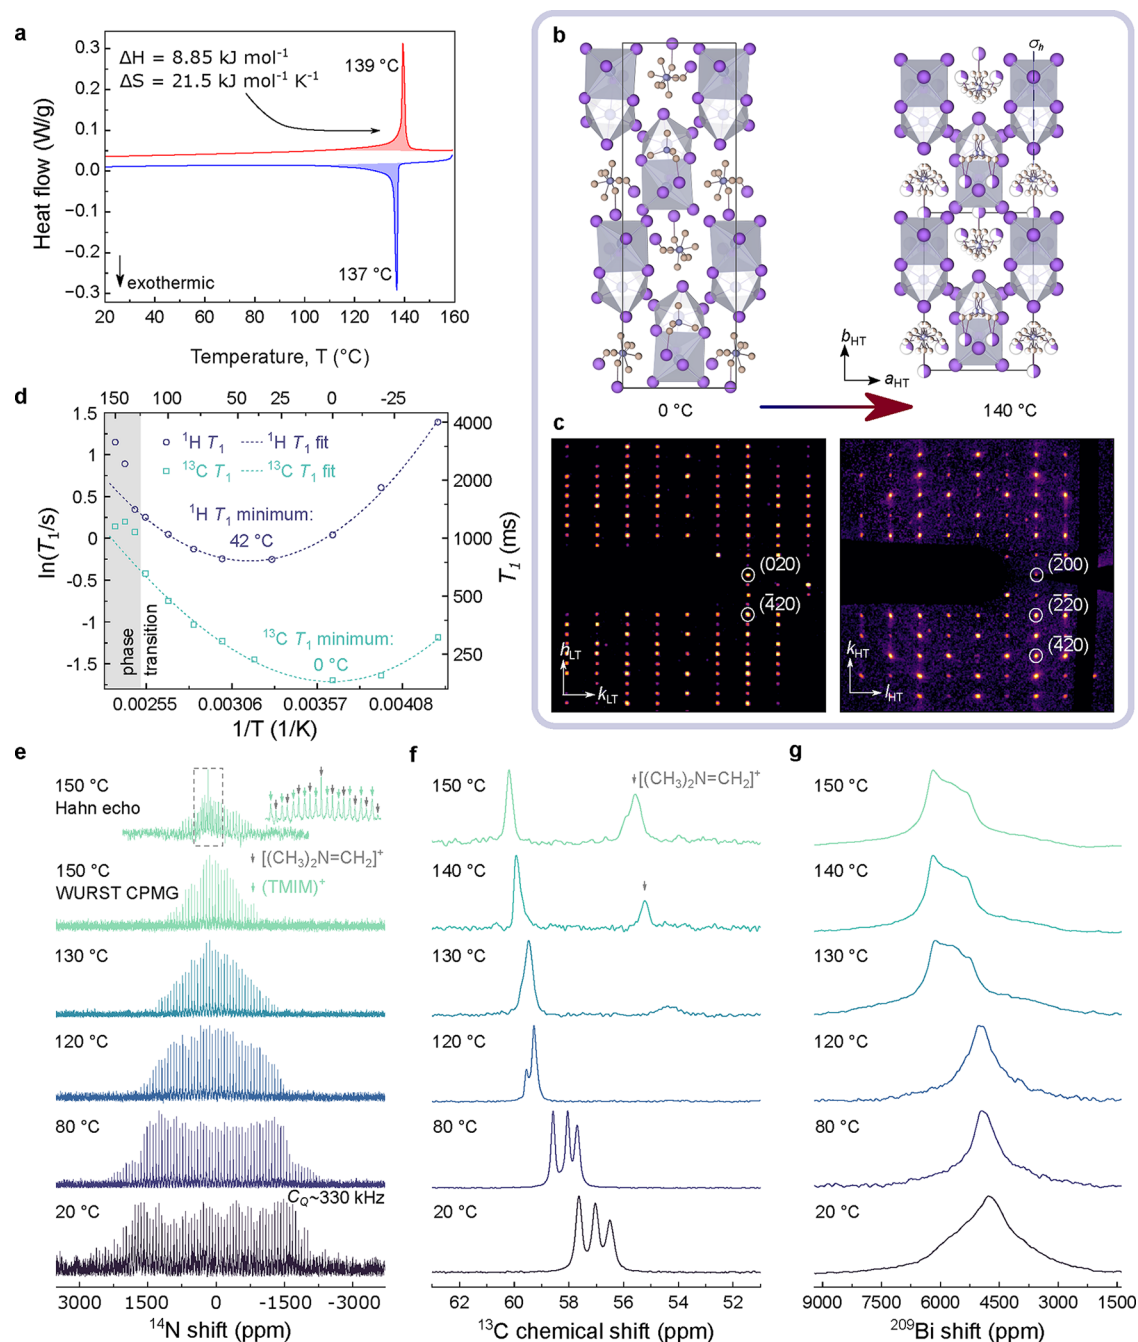 a
ΔH = 8.85 kJ mol⁻¹
ΔS = 21.5 kJ mol⁻¹ K⁻¹
139 °C
137 °C
exothermic
Heat flow (W/g)
0.3
0.2
0.1
0.0
−0.1
−0.2
−0.3
20 40 60 80 100 120 140 160
Temperature, T (°C)
b
σh
bHT
aHT
0 °C
140 °C
c
(020)
(4̄20)
hLT
kLT
(2̄00)
(2̄2̄0)
(4̄2̄0)
kHT
lHT
d
150 100 50 0 -25
¹H T₁
¹H T₁ fit
¹³C T₁
¹³C T₁ fit
¹H T₁ minimum:
42 °C
¹³C T₁ minimum:
0 °C
phase
transition
ln(T₁/s)
1.5
1
0.5
0
-0.5
-1
-1.5
4000
2000
1000
500
250
T₁ (ms)
0.00255 0.00306 0.00357 0.00408
1/T (1/K)
e
150 °C
Hahn echo
[(CH₃)₂N=CH₂]⁺
(TMIM)⁺
150 °C
WURST CPMG
130 °C
120 °C
80 °C
CQ~330 kHz
20 °C
3500 1500 0 -1500 -3500
¹⁴N shift (ppm)
f
150 °C
[(CH₃)₂N=CH₂]⁺
140 °C
130 °C
120 °C
80 °C
20 °C
62 60 58 56 54 52
¹³C chemical shift (ppm)
g
150 °C
140 °C
130 °C
120 °C
80 °C
20 °C
9000 7500 6000 4500 3000 1500
²⁰⁹Bi shift (ppm)